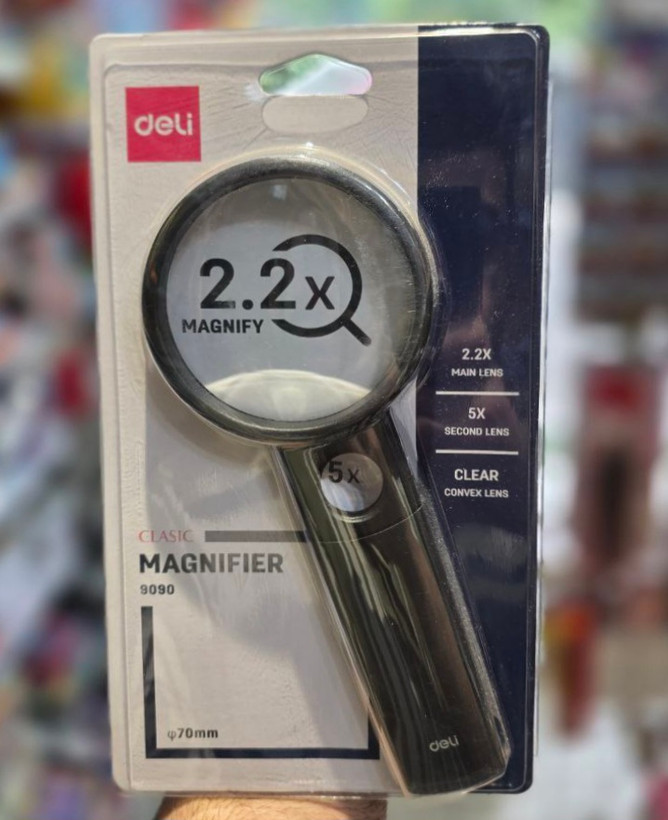 deli
2.2x
MAGNIFY
2.2X
MAIN LENS
5X
SECOND LENS
CLEAR
CONVEX LENS
5x
CLASIC
MAGNIFIER
9090
φ70mm
deli